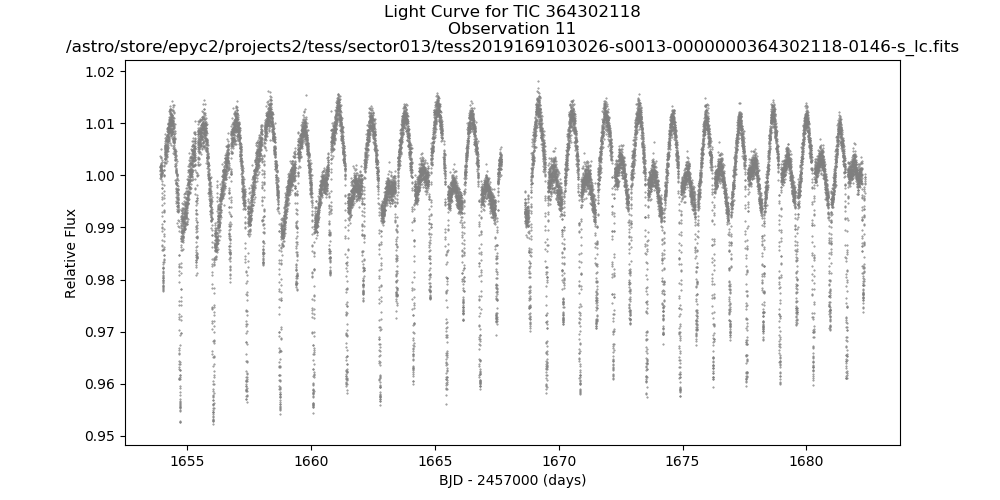 Light Curve for TIC 364302118
Observation 11
/astro/store/epyc2/projects2/tess/sector013/tess2019169103026-s0013-0000000364302118-0146-s_lc.fits
1.02
1.01
1.00
0.99
0.98
0.97
0.96
0.95
Relative Flux
1655
1660
1665
1670
1675
1680
BJD - 2457000 (days)